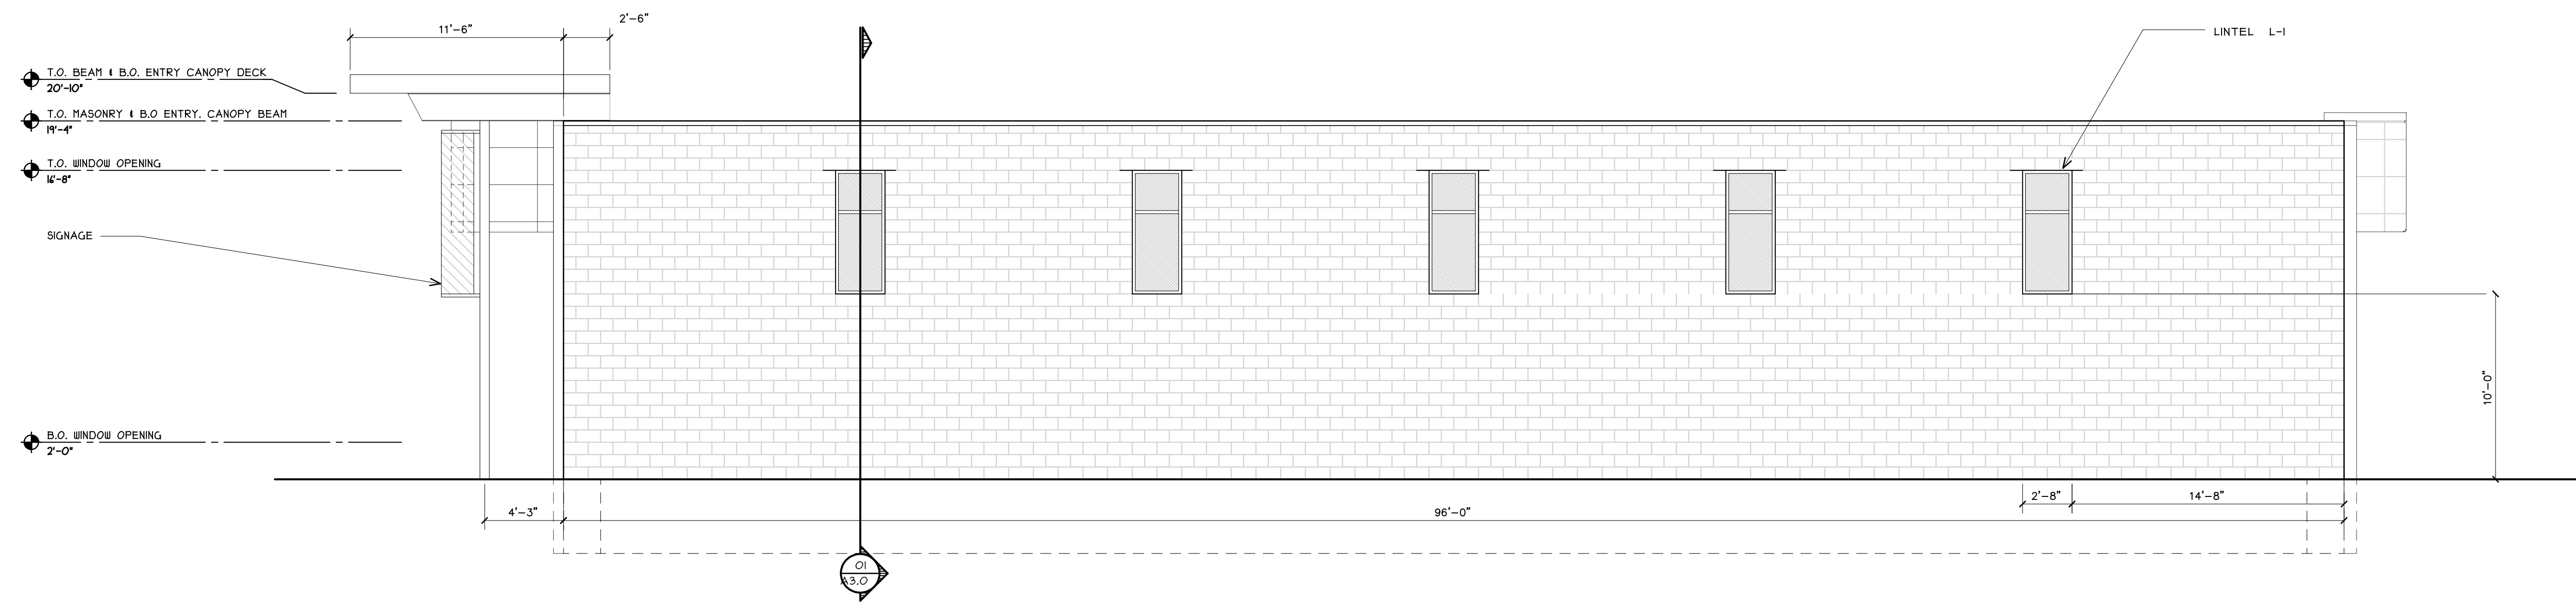 11'-6"
2'-6"
LINTEL L-1
T.O. BEAM & B.O. ENTRY CANOPY DECK
20'-10"
T.O. MASONRY & B.O ENTRY. CANOPY BEAM
19'-4"
T.O. WINDOW OPENING
16'-8"
SIGNAGE
10'-0"
B.O. WINDOW OPENING
2'-0"
2'-8"
14'-8"
4'-3"
96'-0"
01
A3.0